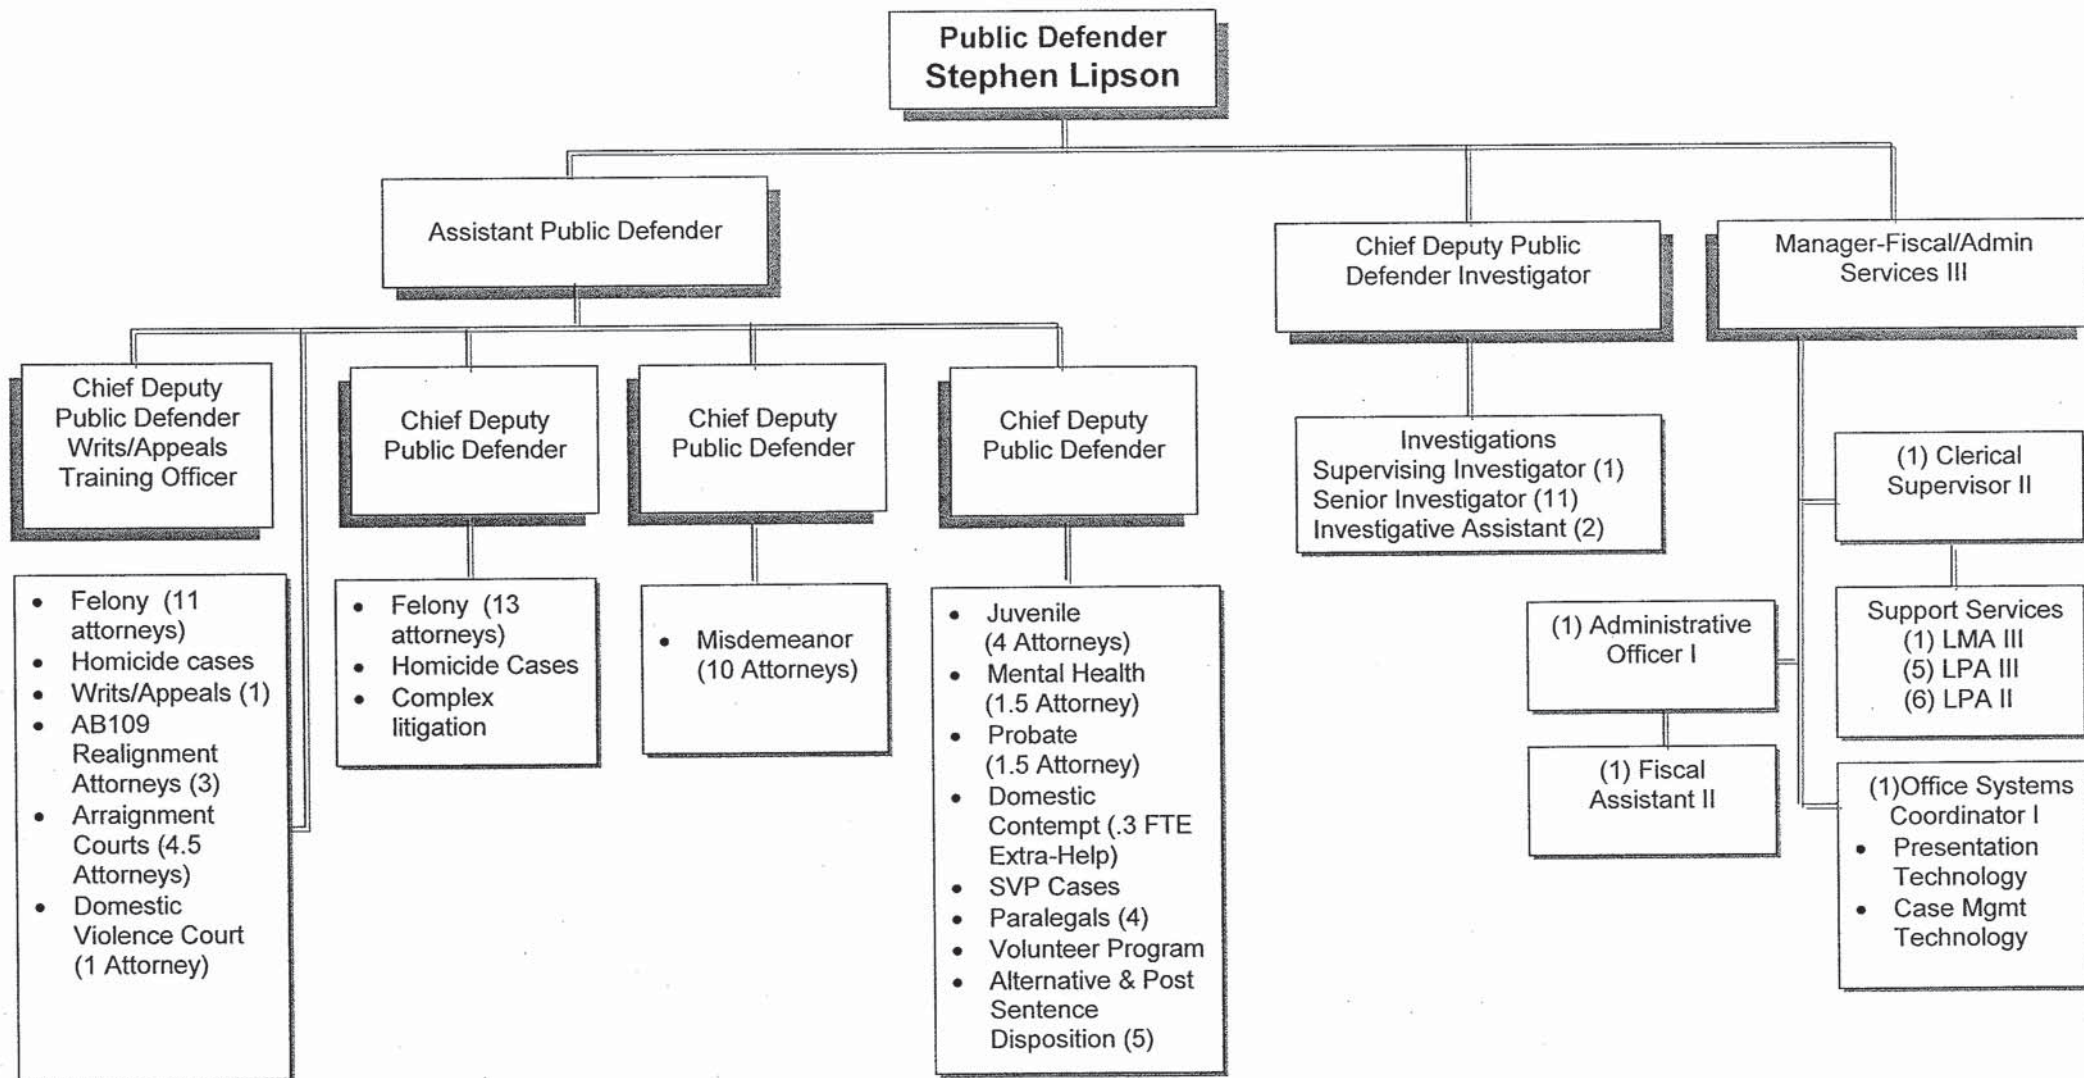 Public Defender
Stephen Lipson
Assistant Public Defender
Chief Deputy Public
Defender Investigator
Manager-Fiscal/Admin
Services III
Chief Deputy
Public Defender
Writs/Appeals
Training Officer
Chief Deputy
Public Defender
Chief Deputy
Public Defender
Chief Deputy
Public Defender
Investigations
Supervising Investigator (1)
Senior Investigator (11)
Investigative Assistant (2)
(1) Clerical
Supervisor II
• Felony (11
attorneys)
• Homicide cases
• Writs/Appeals (1)
• AB109
Realignment
Attorneys (3)
• Arraignment
Courts (4.5
Attorneys)
• Domestic
Violence Court
(1 Attorney)
• Felony (13
attorneys)
• Homicide Cases
• Complex
litigation
• Misdemeanor
(10 Attorneys)
• Juvenile
(4 Attorneys)
• Mental Health
(1.5 Attorney)
• Probate
(1.5 Attorney)
• Domestic
Contempt (.3 FTE
Extra-Help)
• SVP Cases
• Paralegals (4)
• Volunteer Program
• Alternative & Post
Sentence
Disposition (5)
(1) Administrative
Officer I
(1) Fiscal
Assistant II
Support Services
(1) LMA III
(5) LPA III
(6) LPA II
(1)Office Systems
Coordinator I
• Presentation
Technology
• Case Mgmt
Technology